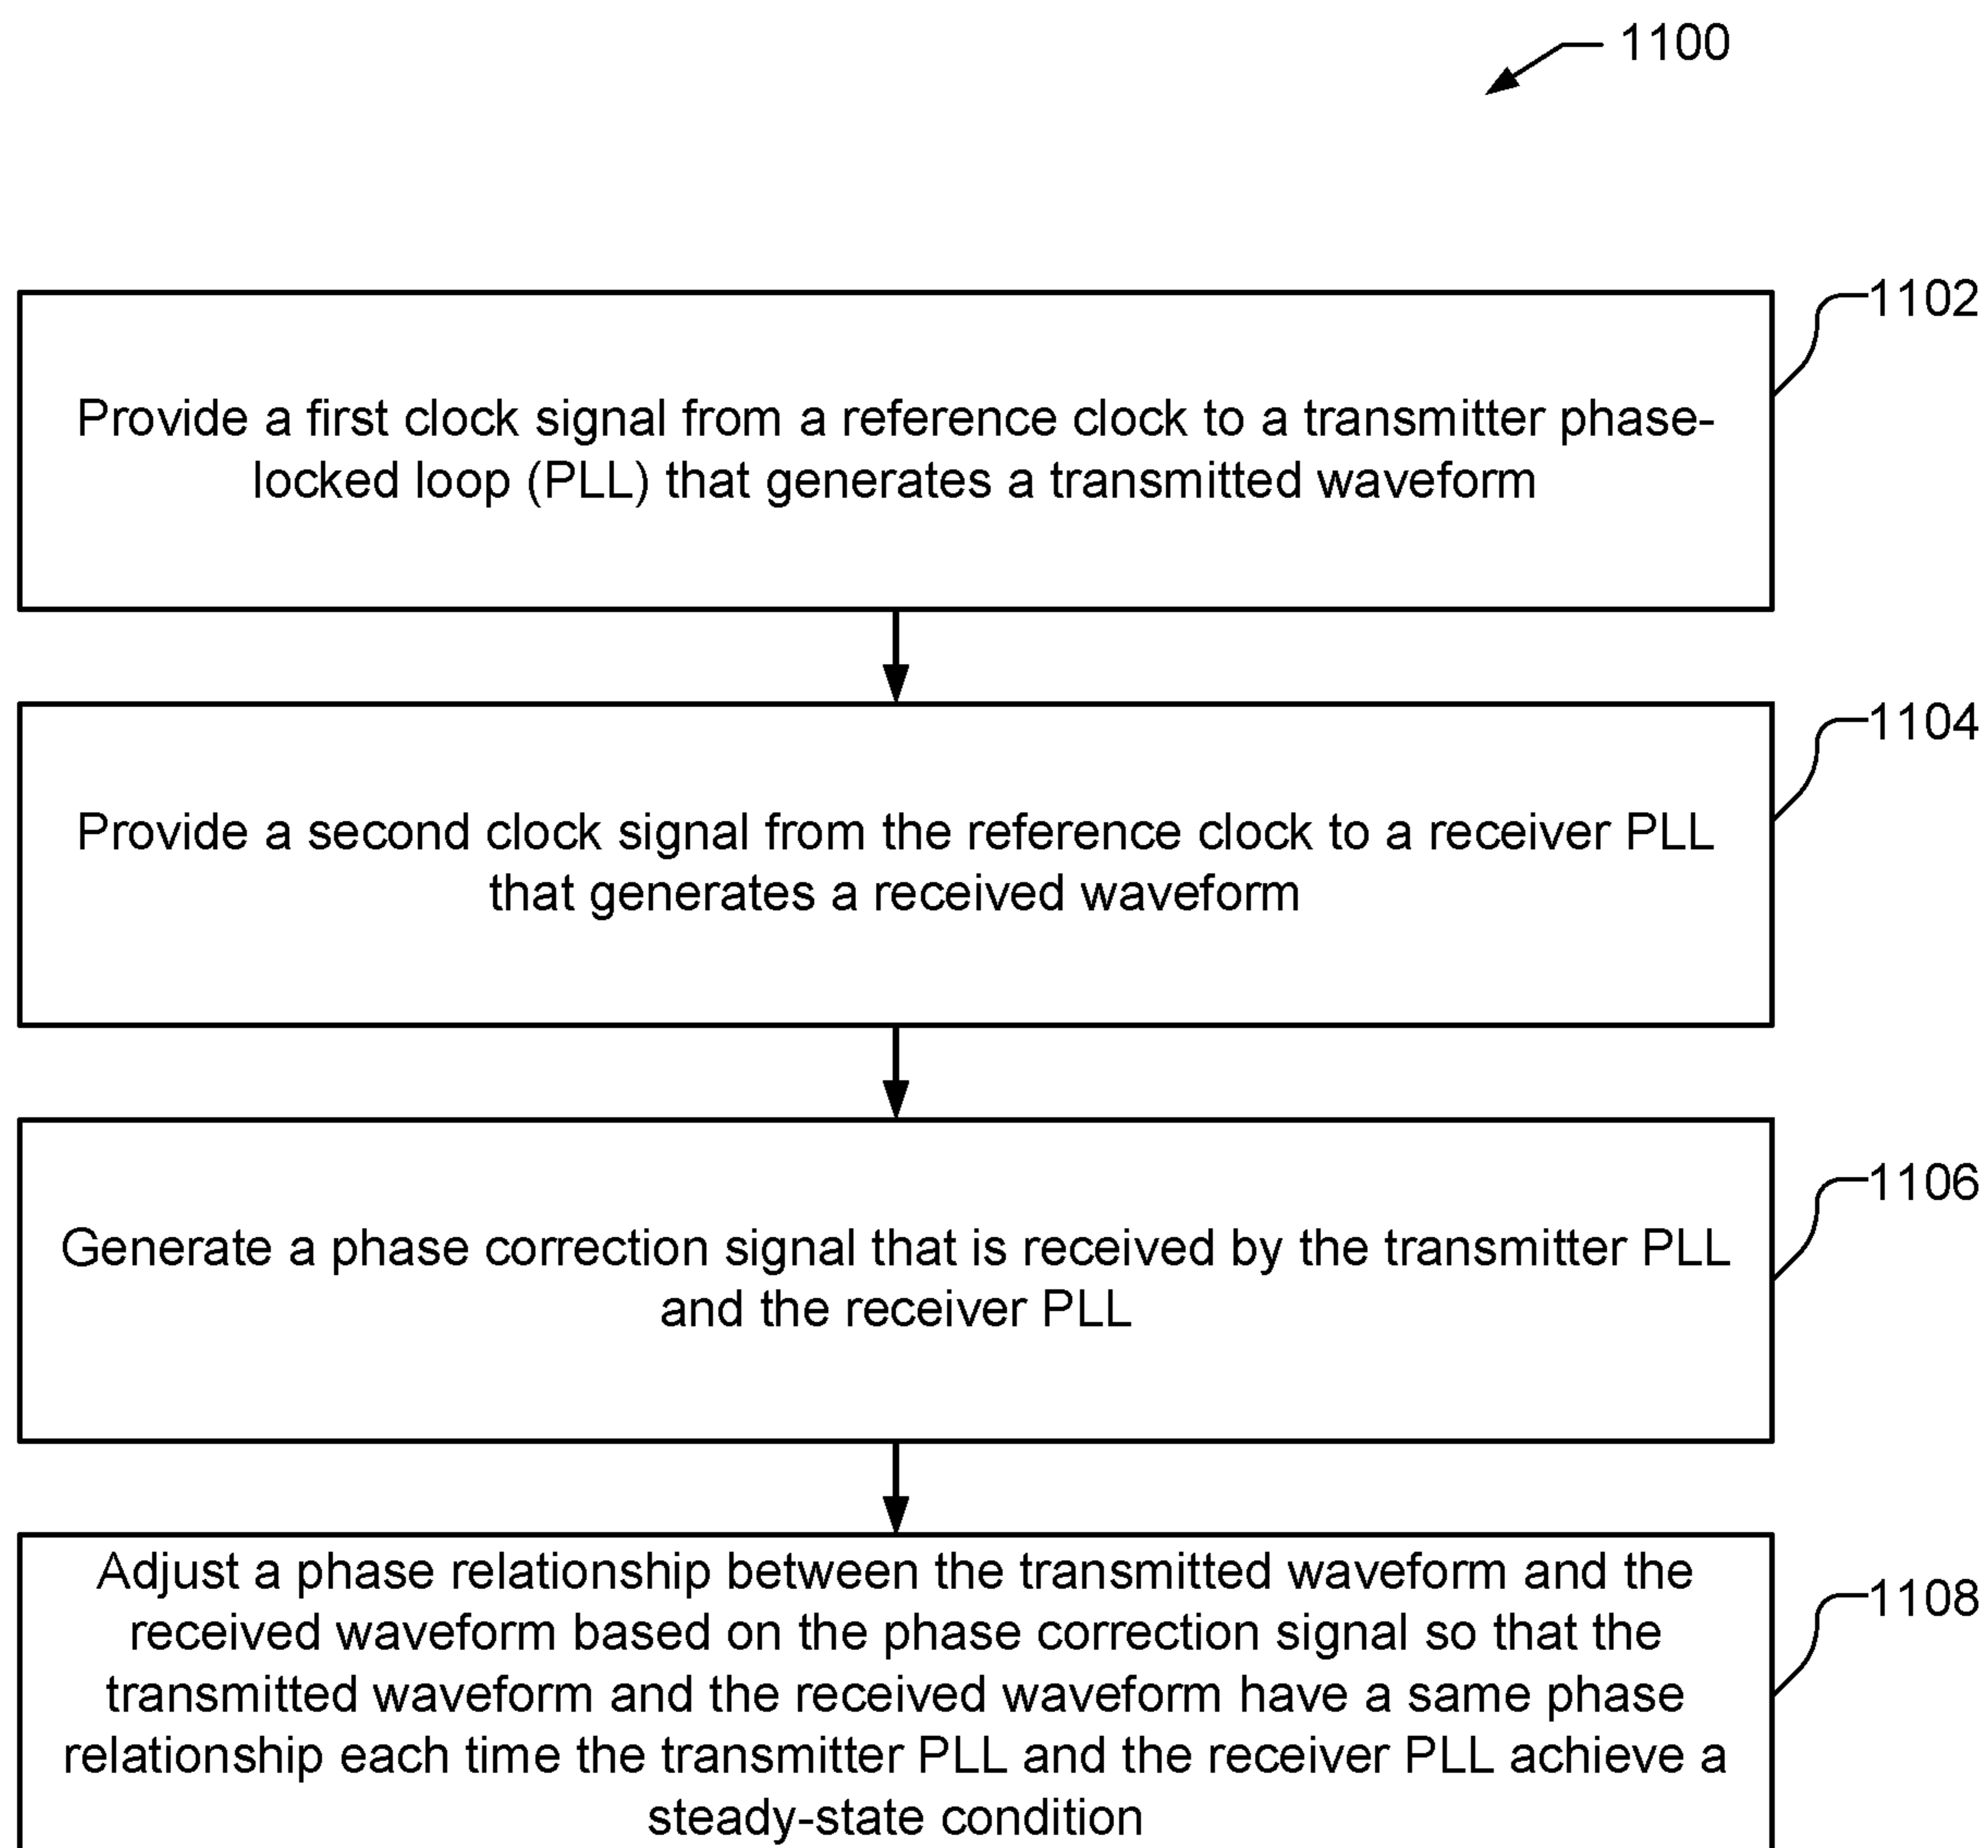 1100
1102
Provide a first clock signal from a reference clock to a transmitter phase-
locked loop (PLL) that generates a transmitted waveform
1104
Provide a second clock signal from the reference clock to a receiver PLL
that generates a received waveform
1106
Generate a phase correction signal that is received by the transmitter PLL
and the receiver PLL
1108
Adjust a phase relationship between the transmitted waveform and the
received waveform based on the phase correction signal so that the
transmitted waveform and the received waveform have a same phase
relationship each time the transmitter PLL and the receiver PLL achieve a
steady-state condition